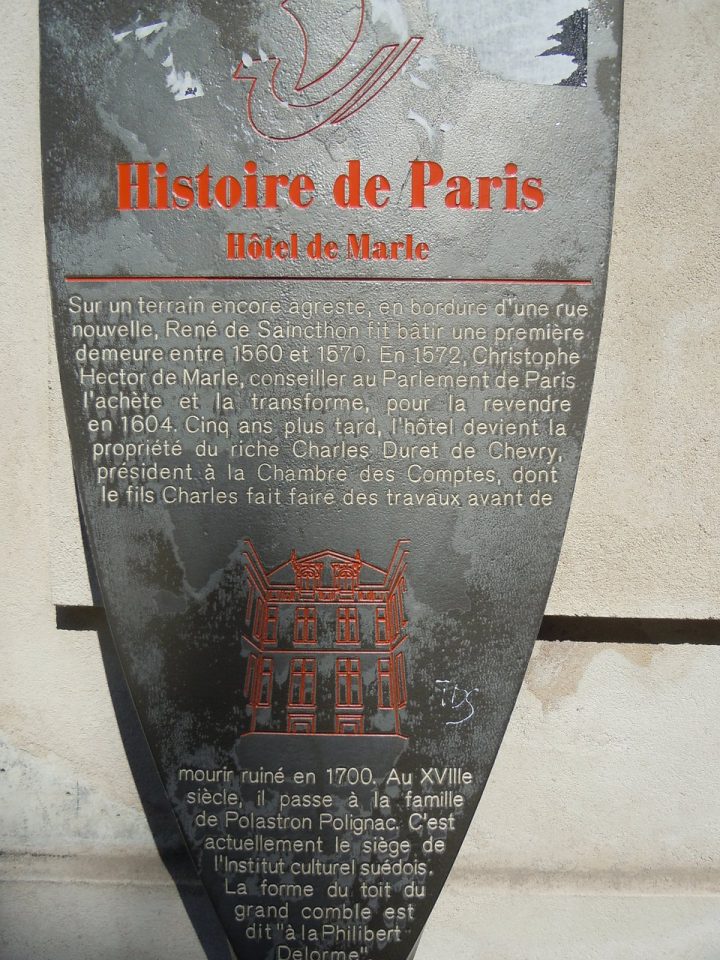 Histoire de Paris
Hôtel de Marle
Sur un terrain encore agreste, en bordure d'une rue
nouvelle, René de Saincthon fit bâtir une première
demeure entre 1560 et 1570. En 1572, Christophe
Hector de Marle, conseiller au Parlement de Paris
l'achète et la transforme, pour la revendre
en 1604. Cinq ans plus tard, l'hôtel devient la
propriété du riche Charles Duret de Chevry,
président à la Chambre des Comptes, dont
le fils Charles fait faire des travaux avant de
mourir ruiné en 1700. Au XVIIIe
siècle, il passe à la famille
de Polastron Polignac. C'est
actuellement le siège de
l'Institut culturel suédois.
La forme du toit du
grand comble est
dit "à la Philibert
Delorme".